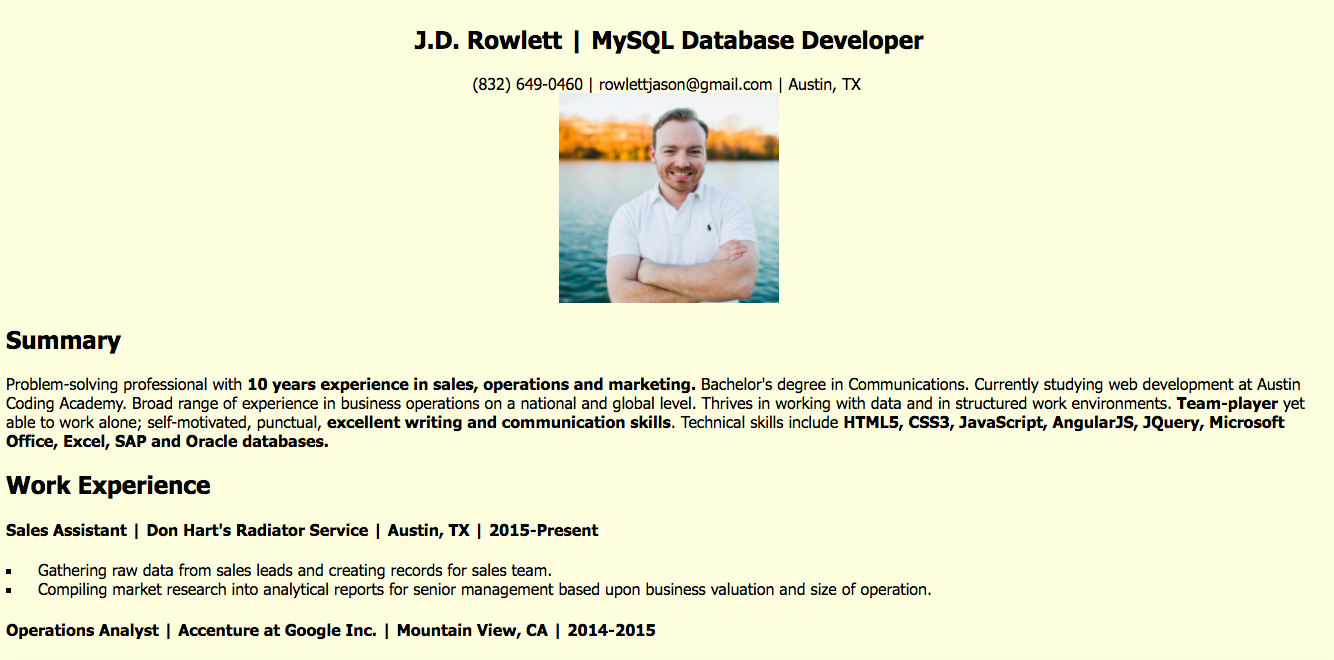 J.D. Rowlett | MySQL Database Developer
(832) 649-0460 | rowlettjason@gmail.com | Austin, TX
Summary
Problem-solving professional with 10 years experience in sales, operations and marketing. Bachelor's degree in Communications. Currently studying web development at Austin
Coding Academy. Broad range of experience in business operations on a national and global level. Thrives in working with data and in structured work environments. Team-player yet
able to work alone; self-motivated, punctual, excellent writing and communication skills. Technical skills include HTML5, CSS3, JavaScript, AngularJS, JQuery, Microsoft
Office, Excel, SAP and Oracle databases.
Work Experience
Sales Assistant | Don Hart's Radiator Service | Austin, TX | 2015-Present
▪ Gathering raw data from sales leads and creating records for sales team.
▪ Compiling market research into analytical reports for senior management based upon business valuation and size of operation.
Operations Analyst | Accenture at Google Inc. | Mountain View, CA | 2014-2015